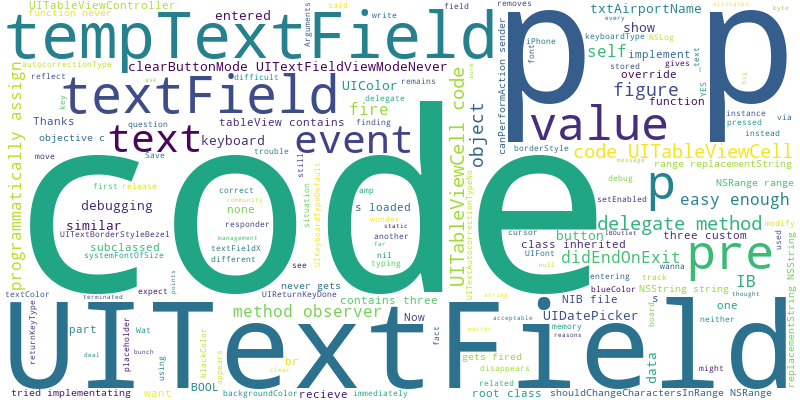 UITableViewController
function never
tempTextField
autocorrectionType
reflect
key
Thanks
objective c
move
programmatically assign
textField
text
entered
said
Arguments
write
field
removes
clearButtonMode UITextFieldViewModeNever
ask
difficult
UIColor
delegate
fire
remains
every
allocates
byte
iPhone
font
stored
canPerformAction sender
txtAirportName
keyboardType
NSLog
show
self
implement
gives
_text
YES
override
figure
function
instance
via
pressed
instead
p
p
value
event
object
tableView contains
keyboard
finding
question
Save
trouble
still
borderStyle
code UITableViewCell
message
range replacementString
big
code
UITableViewCell code
first release
debugging
similar
UITextBorderStyleBezel
subclassed
systemFontOfSize
correct
community
none
responder
management
textFieldX
different
situation
UIKeyboardTypeDefault
amp
s loaded
wonder
static
another
far
nil
typing
see
p
debug
setEnabled
NSRange range
easy enough
modify
delegate method
cursor
IBOutlet
button
three custom
class inherited
used
didEndOnExit
UIFont
null
pre
UITextAutocorrectionTypeNo
entering
track
wanna
IB
blueColor
NSString string
thought
replacementString NSString
textColor
terminated
expect
points
never gets
UIReturnKeyDone
contains three
method observer
string
NIB file
s
one
neither
UITextField
returnKeyType
part
deal
placeholder
Wat
bunch
using
blackColor
appears
BOOL
br
clear
Now
fact
matter
acceptable
reasons
UIDatePicker
memory
board
data
might
gets fired
disappears
related
root class
tried implementating
want
backgroundColor
recieve
immediately
shouldChangeCharactersInRange NSRange